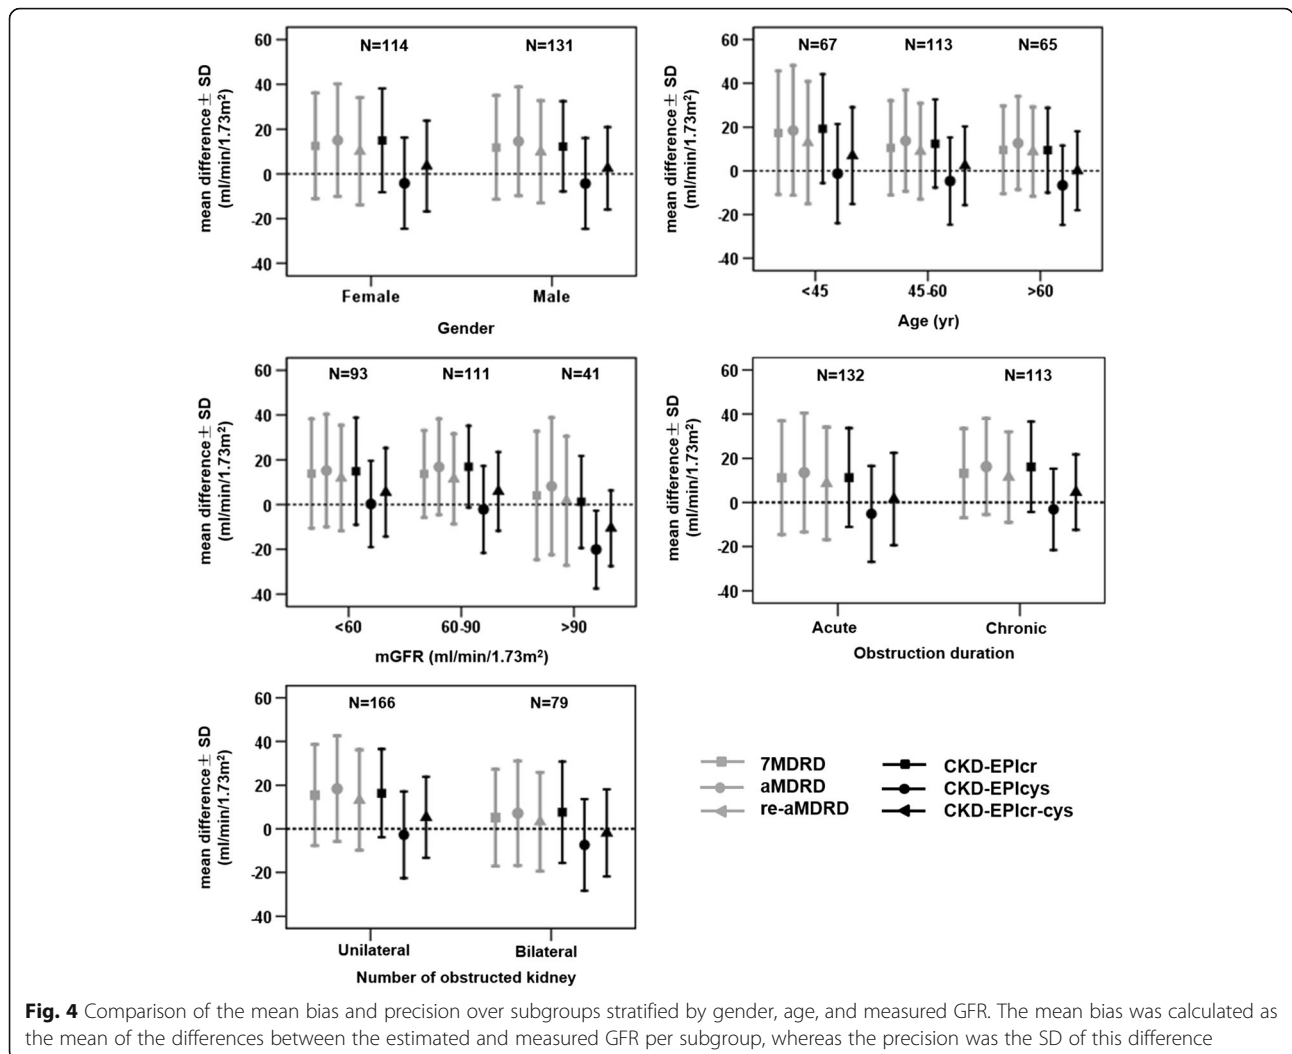 N=114 N=131
60
40
20
0
-20
-40
mean difference ± SD
(ml/min/1.73m²)
Female Male
Gender
N=67 N=113 N=65
60
40
20
0
-20
-40
mean difference ± SD
(ml/min/1.73m²)
<45 45-60 >60
Age (yr)
N=93 N=111 N=41
60
40
20
0
-20
-40
mean difference ± SD
(ml/min/1.73m²)
<60 60-90 >90
mGFR (ml/min/1.73m²)
N=132 N=113
60
40
20
0
-20
-40
mean difference ± SD
(ml/min/1.73m²)
Acute Chronic
Obstruction duration
N=166 N=79
60
40
20
0
-20
-40
mean difference ± SD
(ml/min/1.73m²)
Unilateral Bilateral
Number of obstructed kidney
7MDRD CKD-EPIcr
aMDRD CKD-EPIcys
re-aMDRD CKD-EPIcr-cys
Fig. 4 Comparison of the mean bias and precision over subgroups stratified by gender, age, and measured GFR. The mean bias was calculated as
the mean of the differences between the estimated and measured GFR per subgroup, whereas the precision was the SD of this difference